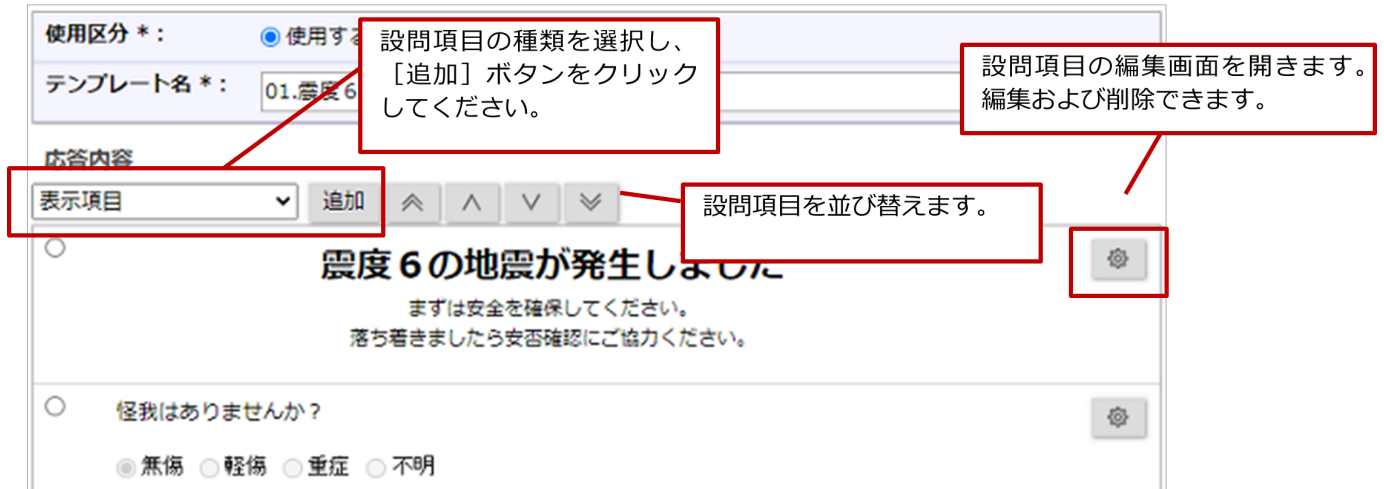 使用区分 *：
使用する
設問項目の種類を選択し、
［追加］ボタンをクリック
してください。
設問項目の編集画面を開きます。
編集および削除できます。
テンプレート名 *：
01.震度６
応答内容
表示項目
追加
設問項目を並び替えます。
震度６の地震が発生しました
まずは安全を確保してください。
落ち着きましたら安否確認にご協力ください。
怪我はありませんか？
無傷 軽傷 重症 不明